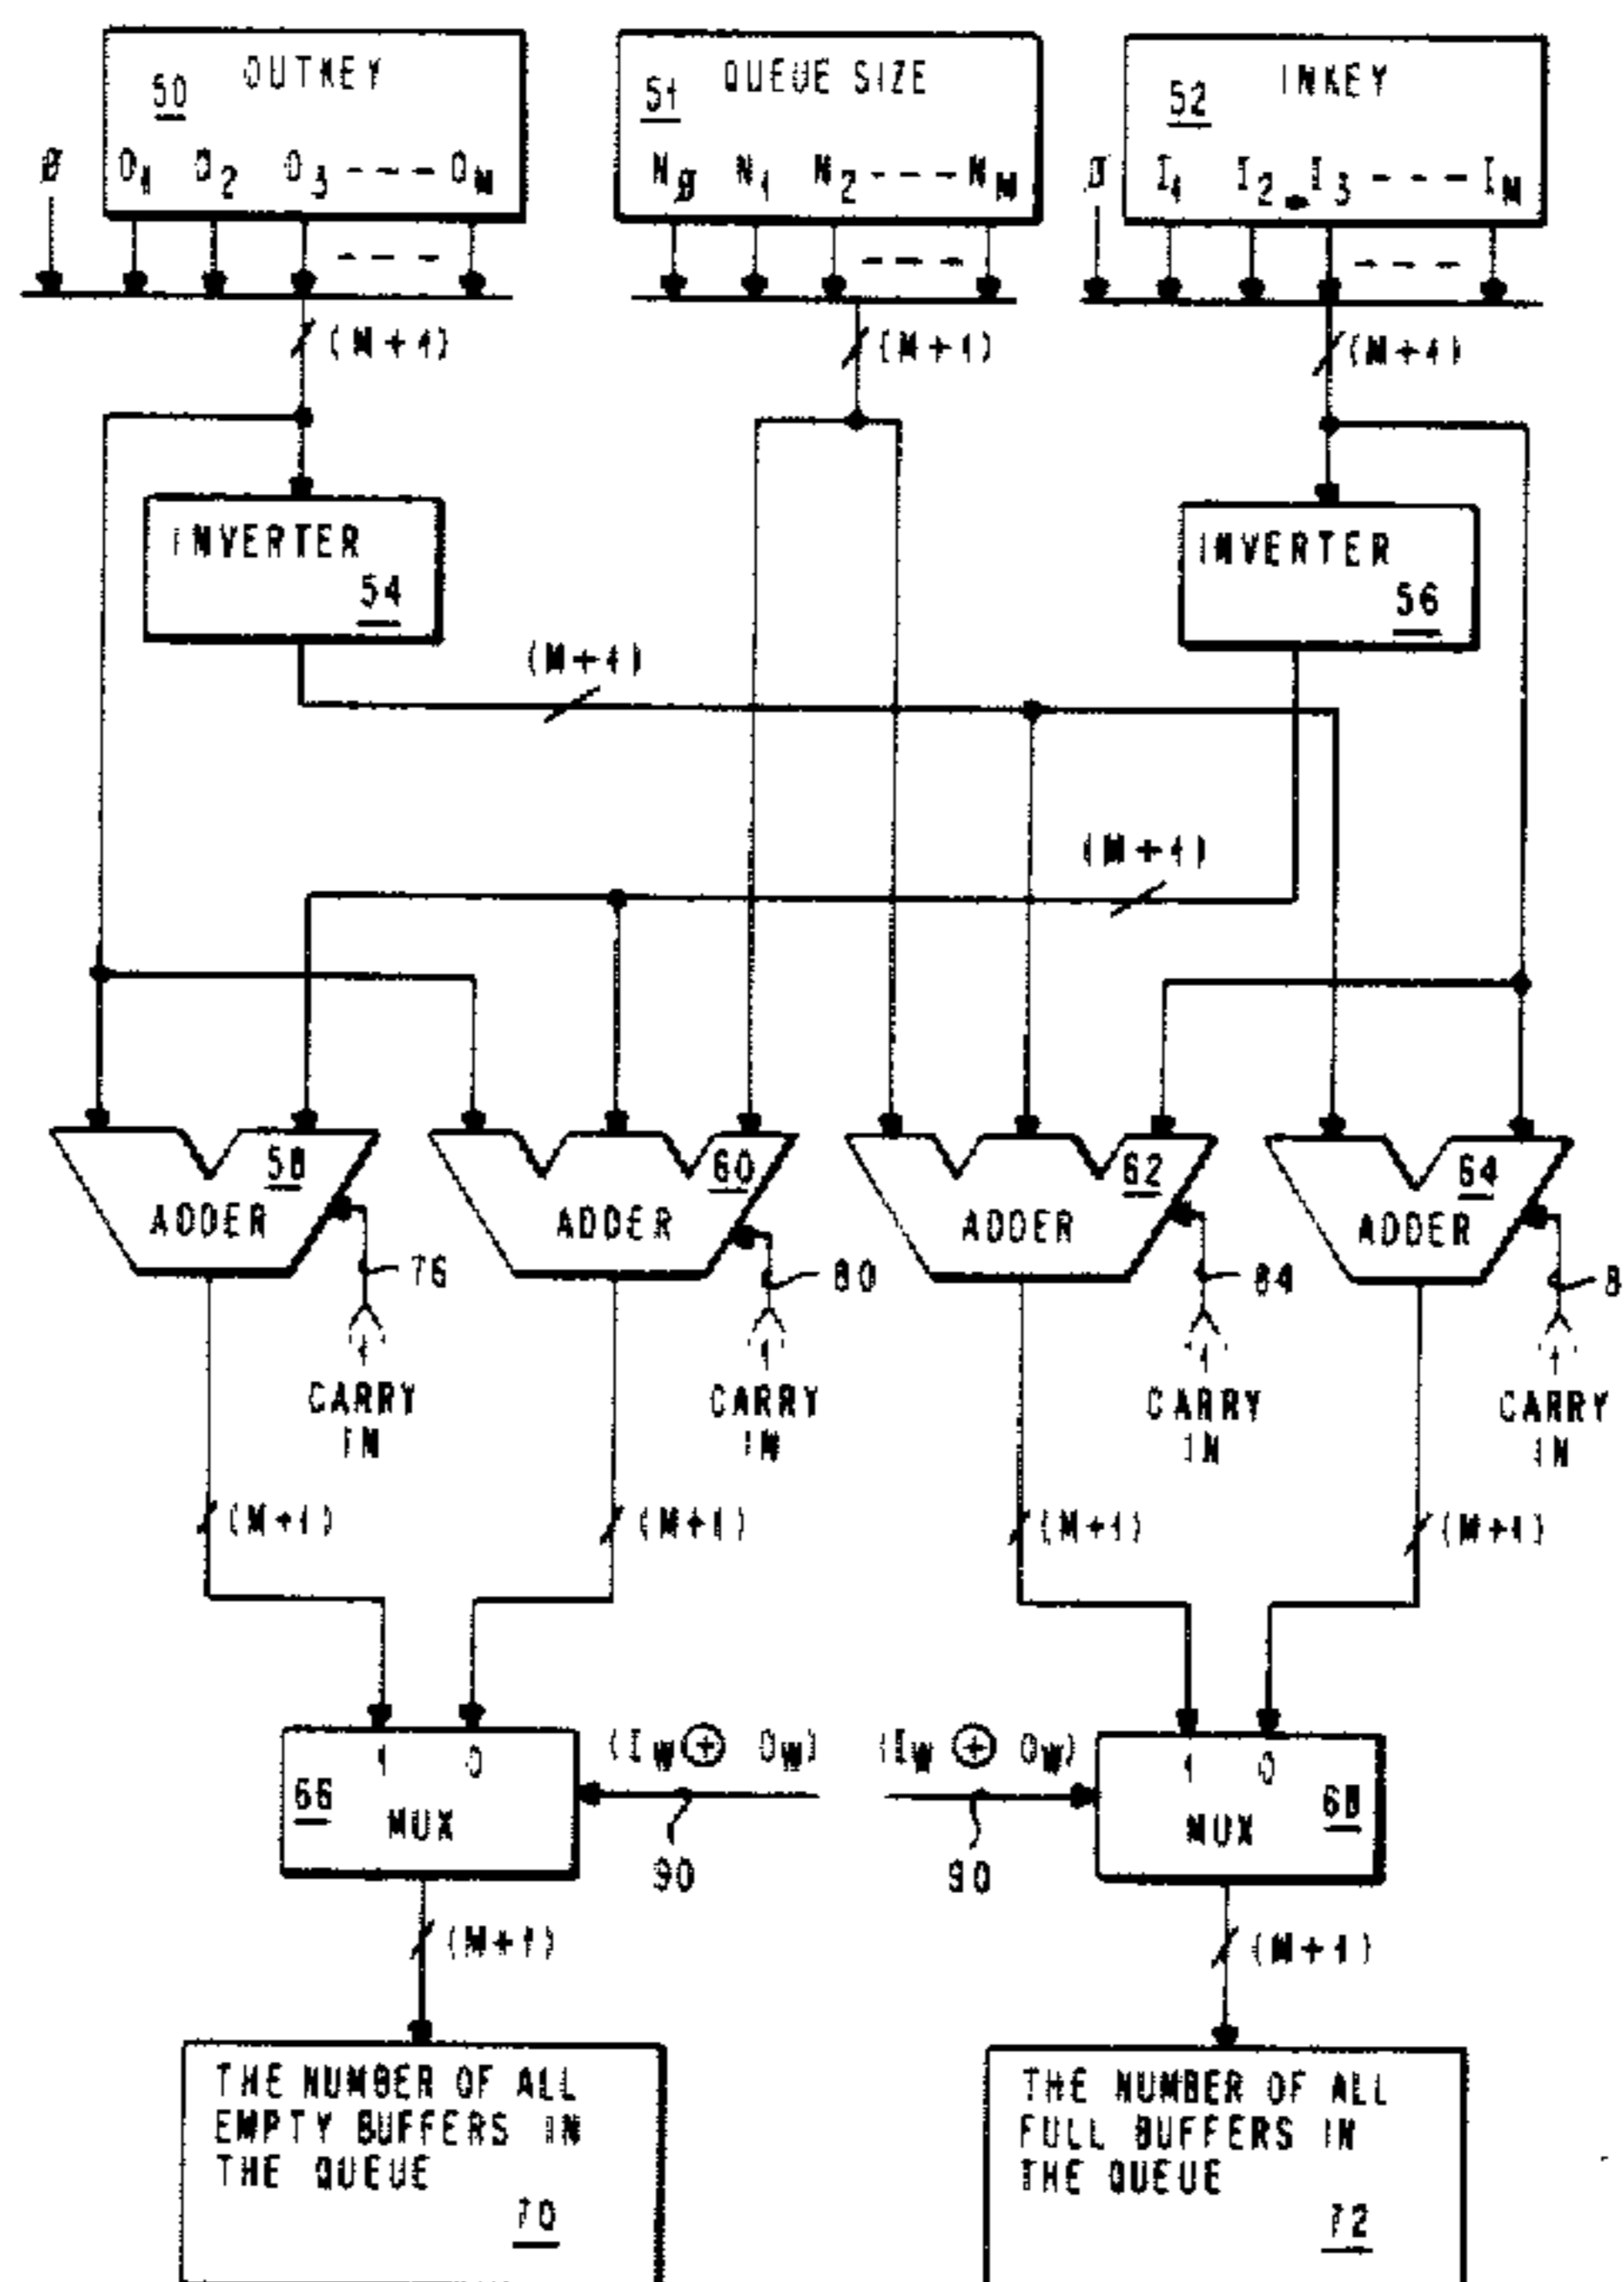 50 OUTKEY
51 QUEUE SIZE
52 INKEY
Ø O1 O2 O3 ---- OM
NØ N1 N2 ---- NM
Ø I1 I2 I3 --- IM
(M+1)
(M+1)
(M+1)
INVERTER
54
INVERTER
56
(M+1)
(M+1)
58
ADDER
60
ADDER
62
ADDER
64
ADDER
76
80
84
8
'1'
CARRY
IN
'1'
CARRY
IN
'1'
CARRY
IN
'1'
CARRY
IN
(M+1)
(M+1)
(M+1)
(M+1)
1 0
66
MUX
(IW ⊕ OW)
90
(IW ⊕ OW)
90
1 0
68
MUX
(M+1)
(M+1)
THE NUMBER OF ALL
EMPTY BUFFERS IN
THE QUEUE
70
THE NUMBER OF ALL
FULL BUFFERS IN
THE QUEUE
72